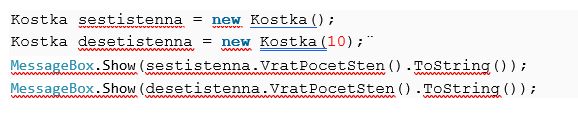 Kostka sestistenna = new Kostka();
Kostka desetistenna = new Kostka(10);¨
MessageBox.Show(sestistenna.VratPocetSten().ToString());
MessageBox.Show(desetistenna.VratPocetSten().ToString());